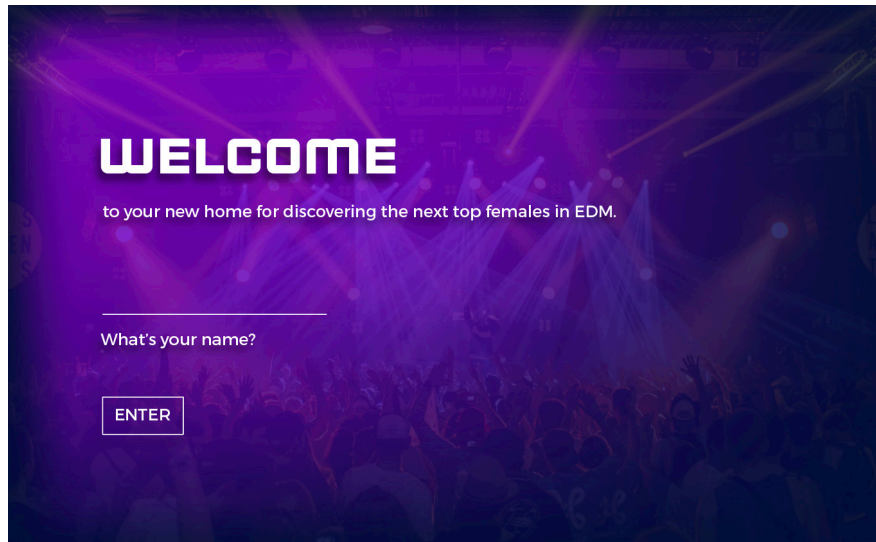 WELCOME
to your new home for discovering the next top females in EDM.
What's your name?
ENTER